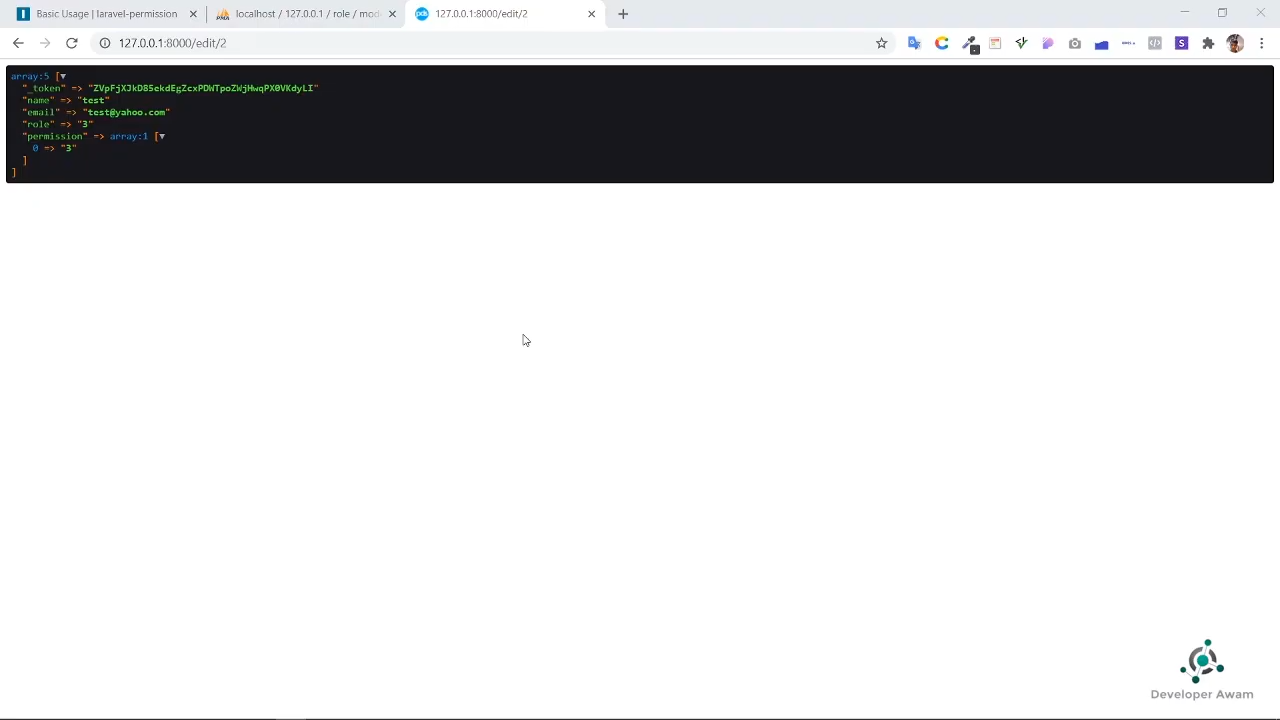 Basic Usage | laravel-permission
localhost / 127.0.0.1 / role / mod
127.0.0.1:8000/edit/2
127.0.0.1:8000/edit/2
array:5 [▼
"_token" => "ZVpFjXJkD85ekdEgZcxPDWTpoZWjHwqPX0VKdyLI"
"name" => "test"
"email" => "test@yahoo.com"
"role" => "3"
"permission" => array:1 [▼
0 => "3"
]
]
Developer Awam